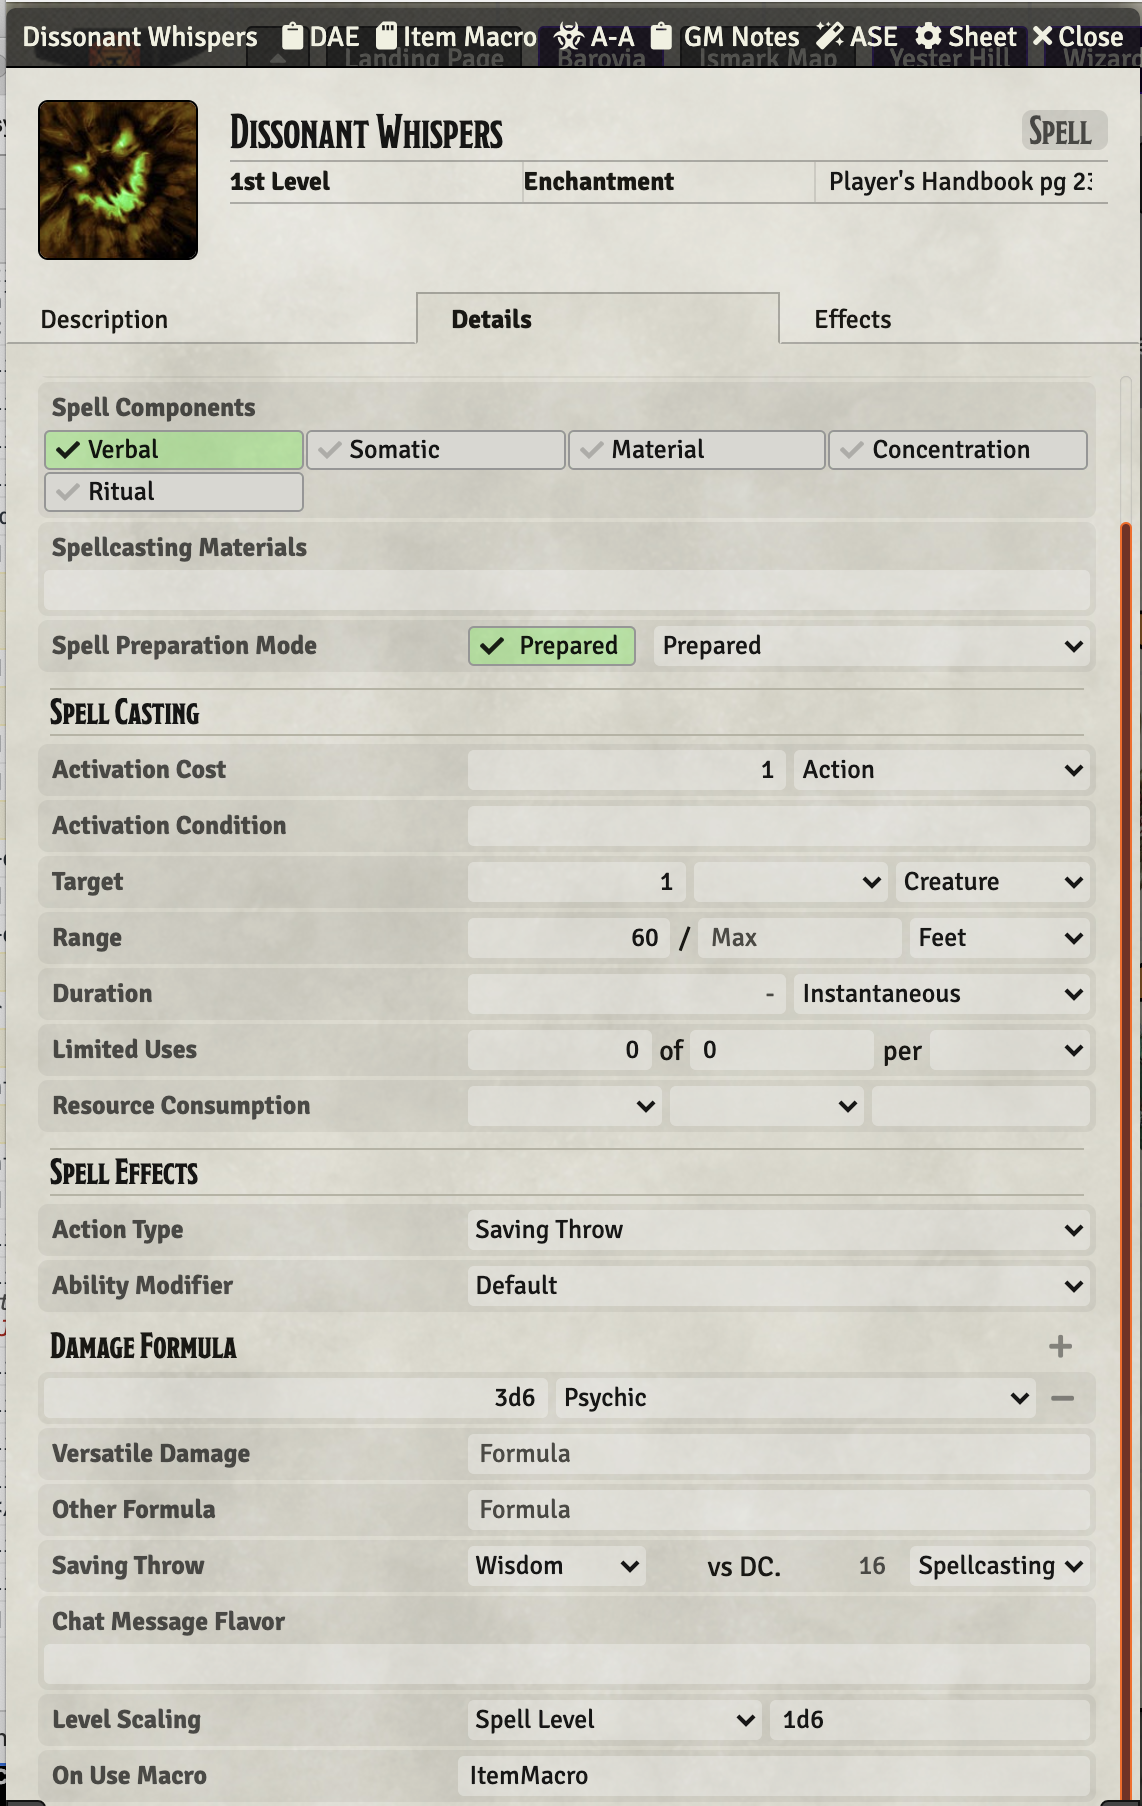 Dissonant Whispers DAE Item Macro A-A GM Notes ASE Sheet Close
Landing Page Barovia Ismark Map Yester Hill Wizard
Dissonant Whispers Spell
1st Level Enchantment Player's Handbook pg 23
Description Details Effects
Spell Components
Verbal Somatic Material Concentration
Ritual
Spellcasting Materials
Spell Preparation Mode Prepared Prepared
Spell Casting
Activation Cost 1 Action
Activation Condition
Target 1 Creature
Range 60 / Max Feet
Duration - Instantaneous
Limited Uses 0 of 0 per
Resource Consumption
Spell Effects
Action Type Saving Throw
Ability Modifier Default
Damage Formula
3d6 Psychic
Versatile Damage Formula
Other Formula Formula
Saving Throw Wisdom vs DC. 16 Spellcasting
Chat Message Flavor
Level Scaling Spell Level 1d6
On Use Macro ItemMacro